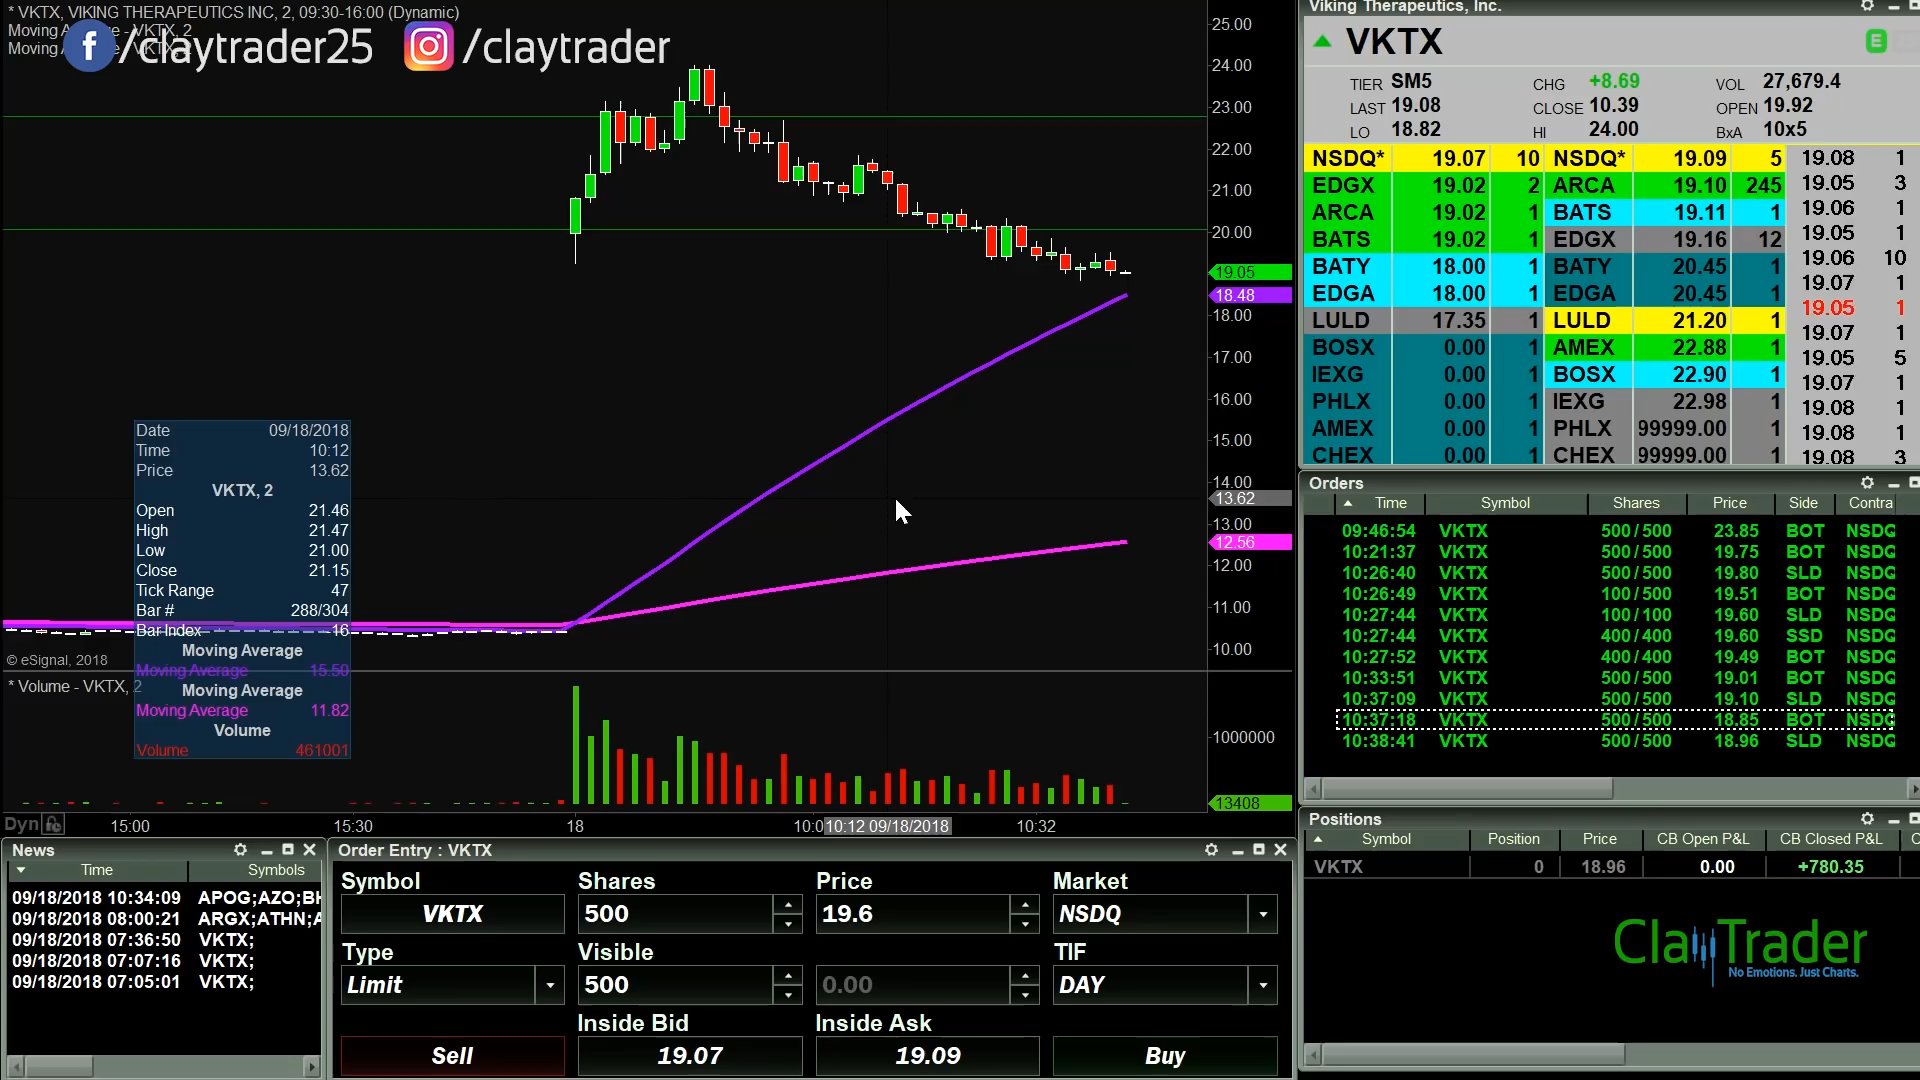 * VKTX, VIKING THERAPEUTICS INC, 2, 09:30-16:00 (Dynamic)
/claytrader25 /claytrader
25.00
24.00
23.00
22.00
21.00
20.00
19.05
18.48
18.00
17.00
16.00
15.00
14.00
13.62
13.00
12.56
12.00
11.00
10.00
Date 09/18/2018
Time 10:12
Price 13.62
VKTX, 2
Open 21.46
High 21.47
Low 21.00
Close 21.15
Tick Range 47
Bar # 288/304
Bar Index -16
Moving Average
Moving Average 15.50
Moving Average
Moving Average 11.82
Volume
Volume 461001
© eSignal, 2018
* Volume - VKTX, 2
1000000
13408
Dyn 15:00 15:30 18 10:12 09/18/2018 10:32
News
Time Symbols
09/18/2018 10:34:09 APOG;AZO;BH
09/18/2018 08:00:21 ARGX;ATHN;A
09/18/2018 07:36:50 VKTX;
09/18/2018 07:07:16 VKTX;
09/18/2018 07:05:01 VKTX;
Order Entry : VKTX
Symbol Shares Price Market
VKTX 500 19.6 NSDQ
Type Visible TIF
Limit 500 0.00 DAY
Inside Bid Inside Ask
Sell 19.07 19.09 Buy
Viking Therapeutics, Inc.
VKTX E
TIER SM5 CHG +8.69 VOL 27,679.4
LAST 19.08 CLOSE 10.39 OPEN 19.92
LO 18.82 HI 24.00 BxA 10x5
NSDQ* 19.07 10 NSDQ* 19.09 5
EDGX 19.02 2 ARCA 19.10 245
ARCA 19.02 1 BATS 19.11 1
BATS 19.02 1 EDGX 19.16 12
BATY 18.00 1 BATY 20.45 1
EDGA 18.00 1 EDGA 20.45 1
LULD 17.35 1 LULD 21.20 1
BOSX 0.00 1 AMEX 22.88 1
IEXG 0.00 1 BOSX 22.90 1
PHLX 0.00 1 IEXG 22.98 1
AMEX 0.00 1 PHLX 99999.00 1
CHEX 0.00 1 CHEX 99999.00 1
19.08 1
19.05 3
19.06 1
19.05 1
19.06 10
19.07 1
19.05 1
19.07 1
19.05 5
19.07 1
19.08 1
19.08 1
19.08 3
Orders
Time Symbol Shares Price Side Contra
09:46:54 VKTX 500/500 23.85 BOT NSDQ
10:21:37 VKTX 500/500 19.75 BOT NSDQ
10:26:40 VKTX 500/500 19.80 SLD NSDQ
10:26:49 VKTX 100/500 19.51 BOT NSDQ
10:27:44 VKTX 100/100 19.60 SLD NSDQ
10:27:44 VKTX 400/400 19.60 SSD NSDQ
10:27:52 VKTX 400/400 19.49 BOT NSDQ
10:33:51 VKTX 500/500 19.01 BOT NSDQ
10:37:09 VKTX 500/500 19.10 SLD NSDQ
10:37:18 VKTX 500/500 18.85 BOT NSDQ
10:38:41 VKTX 500/500 18.96 SLD NSDQ
Positions
Symbol Position Price CB Open P&L CB Closed P&L
VKTX 0 18.96 0.00 +780.35
ClayTrader
No Emotions. Just Charts.